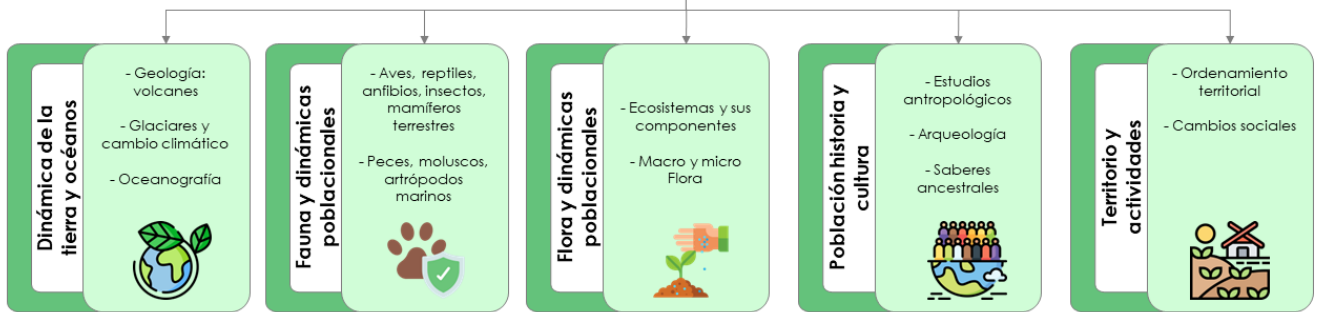 Dinámica de la
tierra y océanos
- Geología:
volcanes
- Glaciares y
cambio climático
- Oceanografía
Fauna y dinámicas
poblacionales
- Aves, reptiles,
anfibios, insectos,
mamíferos
terrestres
- Peces, moluscos,
artrópodos
marinos
Flora y dinámicas
poblacionales
- Ecosistemas y sus
componentes
- Macro y micro
Flora
Población historia y
cultura
- Estudios
antropológicos
- Arqueología
- Saberes
ancestrales
Territorio y
actividades
- Ordenamiento
territorial
- Cambios sociales